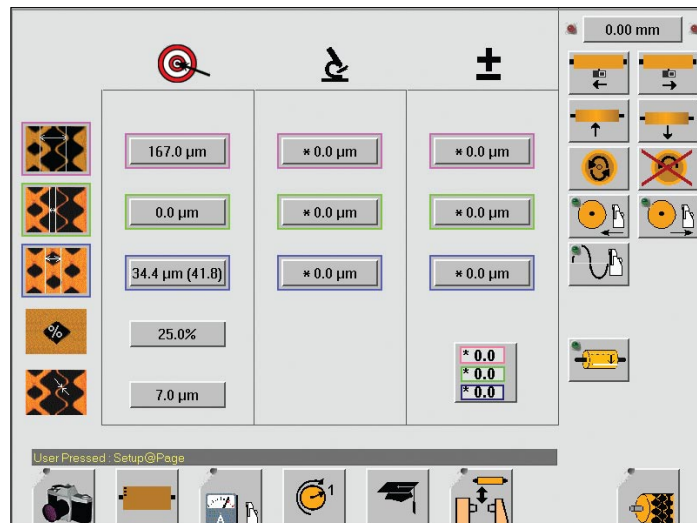 0.00 mm
167.0 µm
* 0.0 µm
* 0.0 µm
0.0 µm
* 0.0 µm
* 0.0 µm
34.4 µm (41.8)
* 0.0 µm
* 0.0 µm
%
25.0%
* 0.0
* 0.0
* 0.0
7.0 µm
User Pressed : Setup@Page
1
A